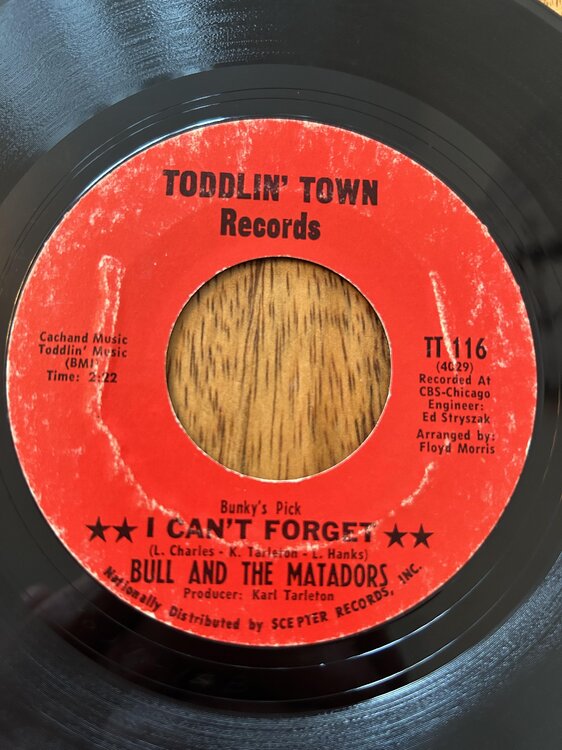 TODDLIN' TOWN
Records
Cachand Music
Toddlin' Music
(BMI)
Time: 2:22
TT 116
(4029)
Recorded At
CBS-Chicago
Engineer:
Ed Stryszak
Arranged by:
Floyd Morris
Bunky's Pick
★★ I CAN'T FORGET ★★
(L. Charles - K. Tarleton - L. Hanks)
BULL AND THE MATADORS
Producer: Karl Tarleton
Nationally Distributed by SCEPTER RECORDS, INC.